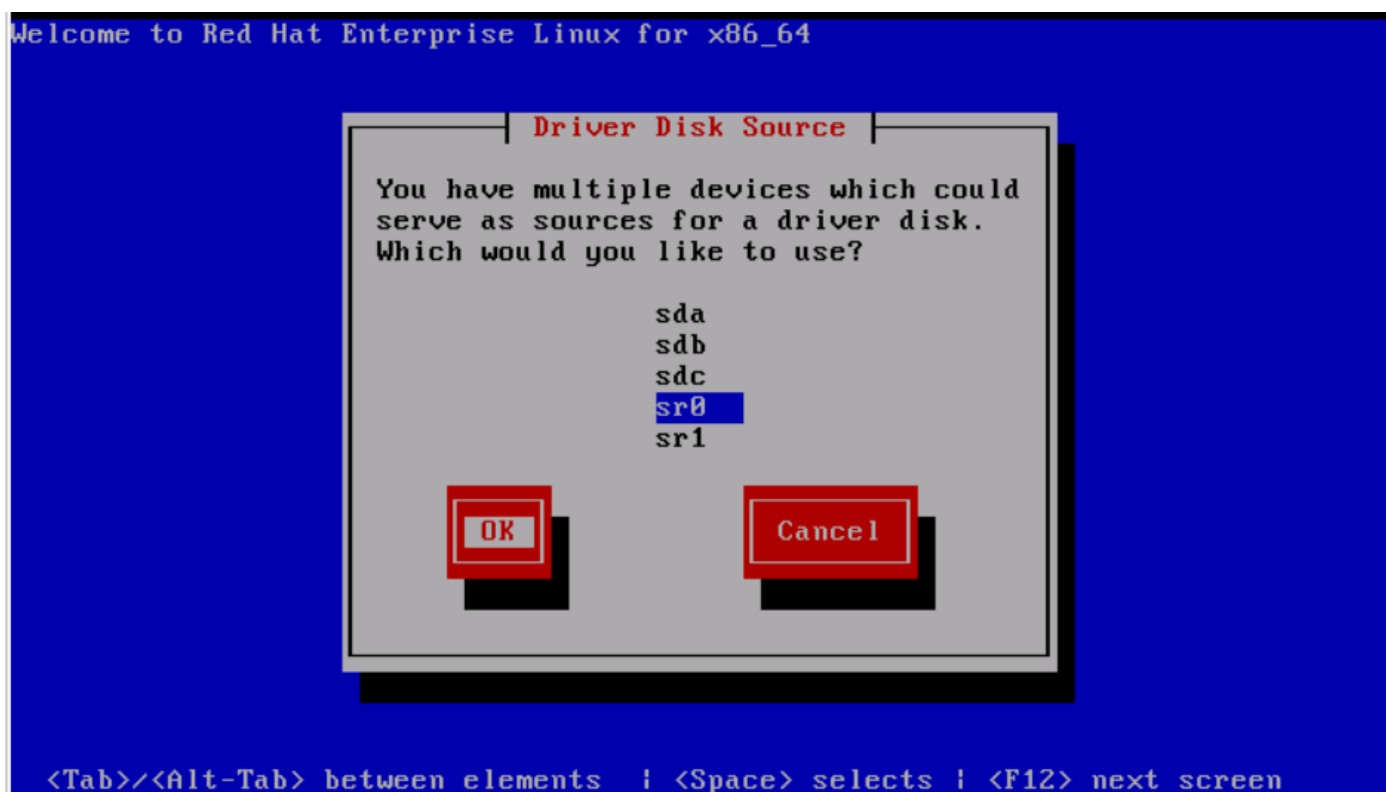 Welcome to Red Hat Enterprise Linux for x86_64
Driver Disk Source
You have multiple devices which could
serve as sources for a driver disk.
Which would you like to use?
sda
sdb
sdc
sr0
sr1
OK Cancel
<Tab>/<Alt-Tab> between elements | <Space> selects | <F12> next screen